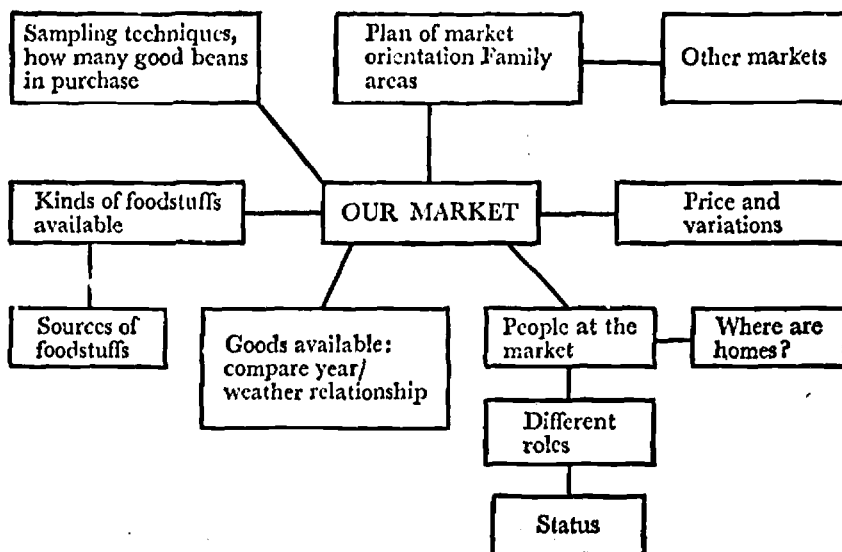 Sampling techniques,
how many good beans
in purchase
Plan of market
orientation Family
areas
Other markets
Kinds of foodstuffs
available
OUR MARKET
Price and
variations
Sources of
foodstuffs
Goods available:
compare year/
weather relationship
People at the
market
Where are
homes?
Different
roles
Status